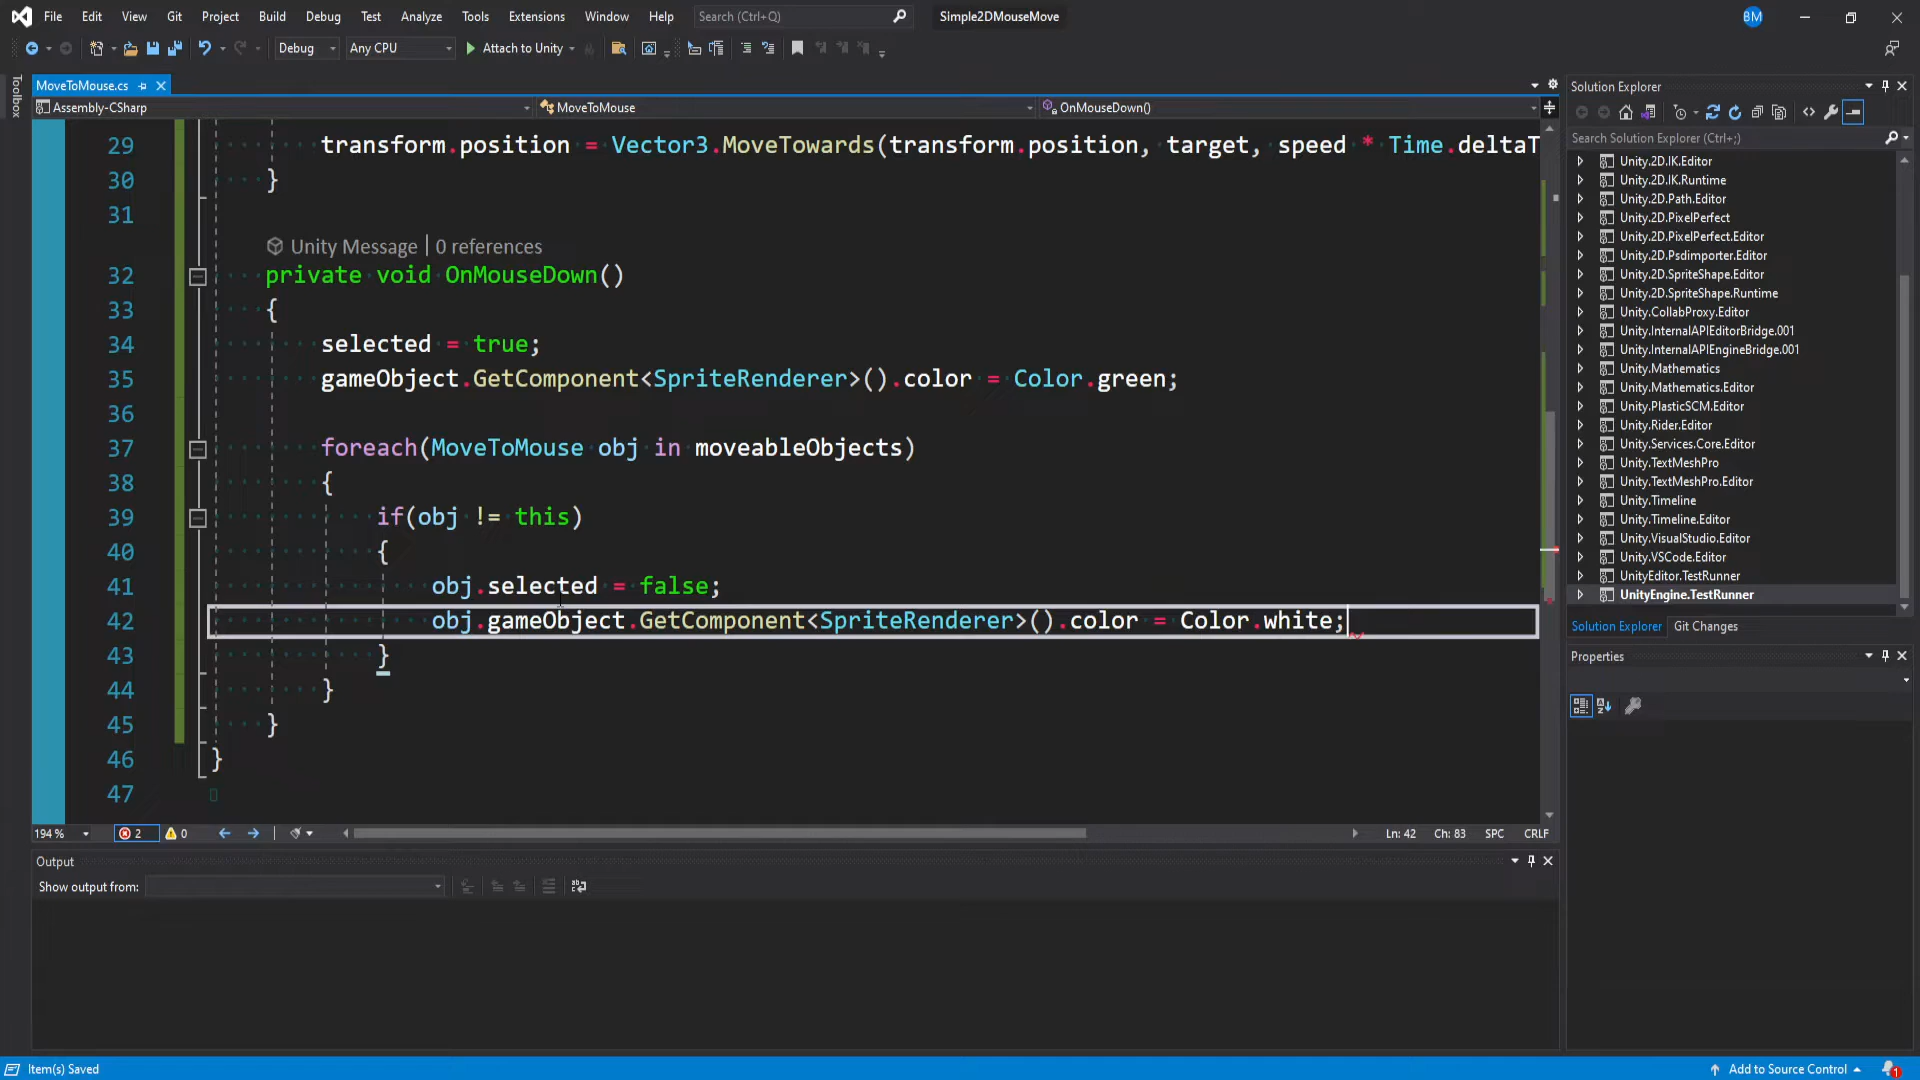 File Edit View Git Project Build Debug Test Analyze Tools Extensions Window Help Search (Ctrl+Q) Simple2DMouseMove BM
Debug Any CPU Attach to Unity
Toolbox
MoveToMouse.cs
Assembly-CSharp MoveToMouse OnMouseDown()
29 transform.position = Vector3.MoveTowards(transform.position, target, speed * Time.deltaT
30 }
31
Unity Message | 0 references
32 private void OnMouseDown()
33 {
34 selected = true;
35 gameObject.GetComponent<SpriteRenderer>().color = Color.green;
36
37 foreach(MoveToMouse obj in moveableObjects)
38 {
39 if(obj != this)
40 {
41 obj.selected = false;
42 obj.gameObject.GetComponent<SpriteRenderer>().color = Color.white;
43 }
44 }
45 }
46 }
47
194 % 2 0 Ln: 42 Ch: 83 SPC CRLF
Output
Show output from:
Solution Explorer
Search Solution Explorer (Ctrl+;)
Unity.2D.IK.Editor
Unity.2D.IK.Runtime
Unity.2D.Path.Editor
Unity.2D.PixelPerfect
Unity.2D.PixelPerfect.Editor
Unity.2D.Psdimporter.Editor
Unity.2D.SpriteShape.Editor
Unity.2D.SpriteShape.Runtime
Unity.CollabProxy.Editor
Unity.InternalAPIEditorBridge.001
Unity.InternalAPIEngineBridge.001
Unity.Mathematics
Unity.Mathematics.Editor
Unity.PlasticSCM.Editor
Unity.Rider.Editor
Unity.Services.Core.Editor
Unity.TextMeshPro
Unity.TextMeshPro.Editor
Unity.Timeline
Unity.Timeline.Editor
Unity.VisualStudio.Editor
Unity.VSCode.Editor
UnityEditor.TestRunner
UnityEngine.TestRunner
Solution Explorer Git Changes
Properties
Item(s) Saved Add to Source Control 1